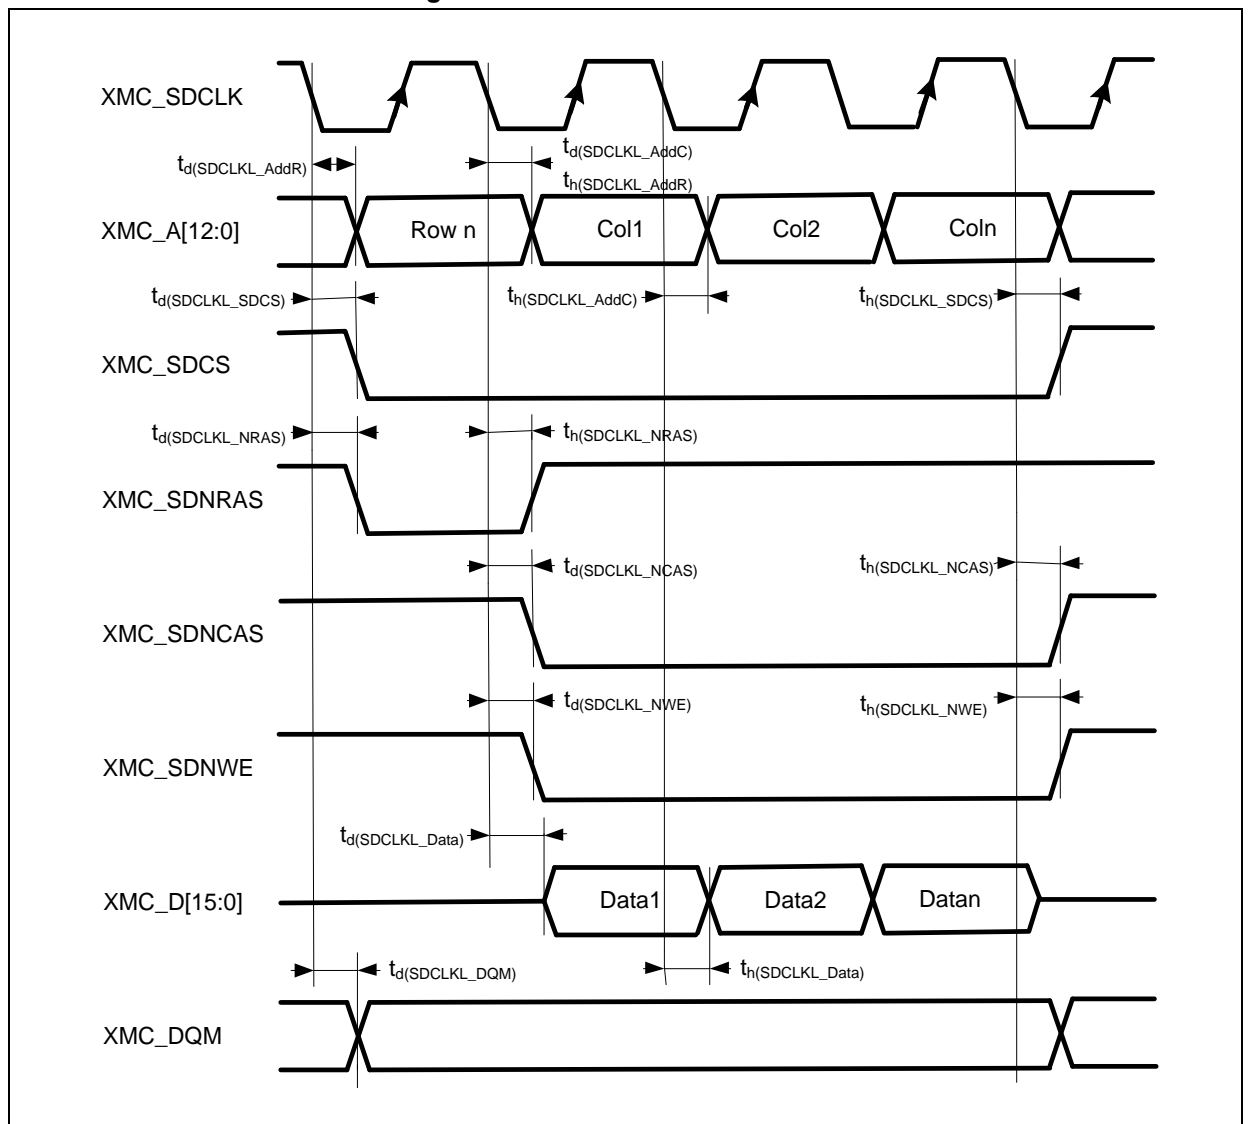 XMC_SDCLK
td(SDCLKL_AddR)
td(SDCLKL_AddC)
th(SDCLKL_AddR)
XMC_A[12:0]
Row n
Col1
Col2
Coln
td(SDCLKL_SDCS)
th(SDCLKL_AddC)
th(SDCLKL_SDCS)
XMC_SDCS
td(SDCLKL_NRAS)
th(SDCLKL_NRAS)
XMC_SDNRAS
td(SDCLKL_NCAS)
th(SDCLKL_NCAS)
XMC_SDNCAS
td(SDCLKL_NWE)
th(SDCLKL_NWE)
XMC_SDNWE
td(SDCLKL_Data)
XMC_D[15:0]
Data1
Data2
Datan
td(SDCLKL_DQM)
th(SDCLKL_Data)
XMC_DQM